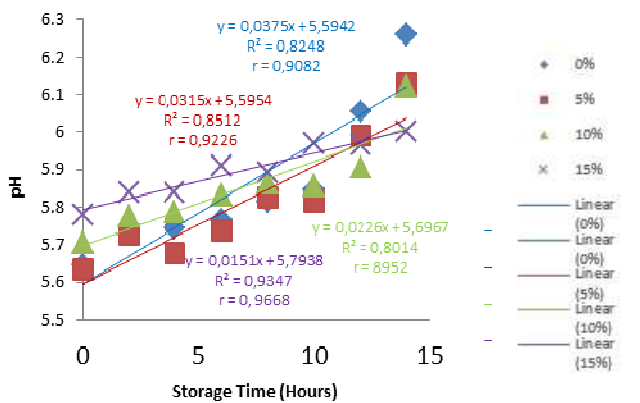 6.3
6.2
6.1
6
5.9
5.8
5.7
5.6
5.5
pH
0
5
10
15
Storage Time (Hours)
y = 0,0375x + 5,5942
R² = 0,8248
r = 0,9082
y = 0,0315x + 5,5954
R² = 0,8512
r = 0,9226
y = 0,0226x + 5,6967
R² = 0,8014
r = 8952
y = 0,0151x + 5,7938
R² = 0,9347
r = 0,9668
0%
5%
10%
15%
Linear
(0%)
Linear
(0%)
Linear
(5%)
Linear
(10%)
Linear
(15%)